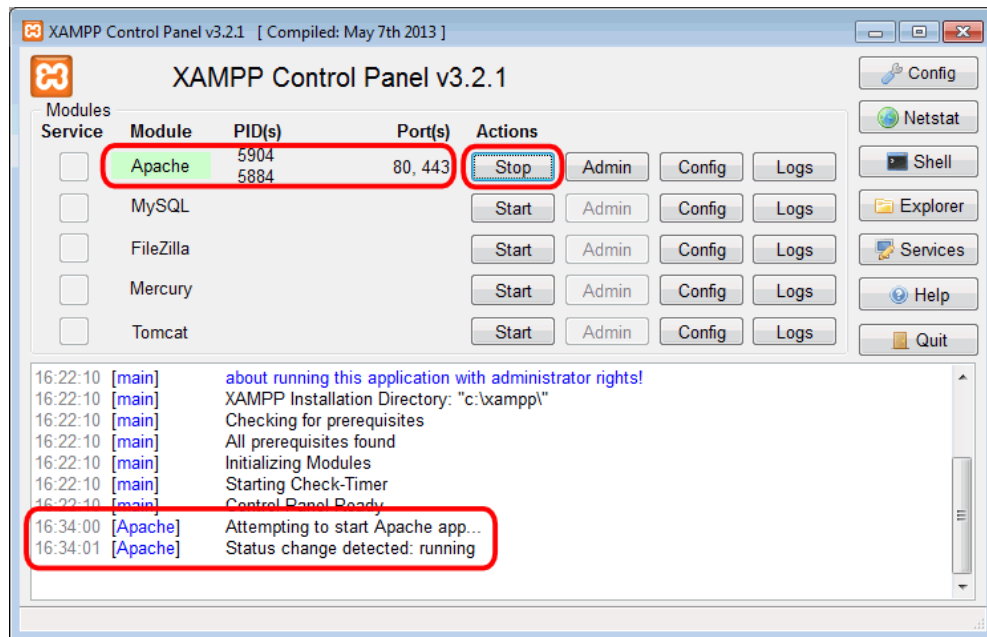 XAMPP Control Panel v3.2.1 [ Compiled: May 7th 2013 ]
XAMPP Control Panel v3.2.1
Config
Modules
Service Module PID(s) Port(s) Actions
Netstat
Apache 5904 5884 80, 443 Stop Admin Config Logs
Shell
MySQL Start Admin Config Logs
Explorer
FileZilla Start Admin Config Logs
Services
Mercury Start Admin Config Logs
Help
Tomcat Start Admin Config Logs
Quit
16:22:10 [main] about running this application with administrator rights!
16:22:10 [main] XAMPP Installation Directory: "c:\xampp\"
16:22:10 [main] Checking for prerequisites
16:22:10 [main] All prerequisites found
16:22:10 [main] Initializing Modules
16:22:10 [main] Starting Check-Timer
16:22:10 [main] Control Panel Ready
16:34:00 [Apache] Attempting to start Apache app...
16:34:01 [Apache] Status change detected: running